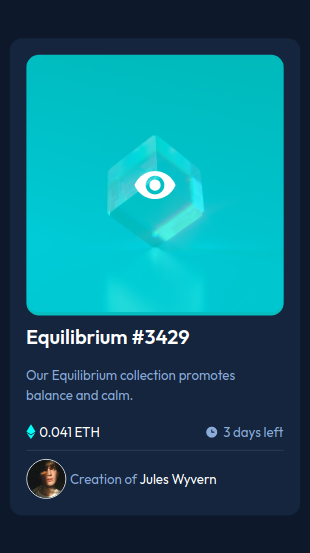 Equilibrium #3429
Our Equilibrium collection promotes
balance and calm.
0.041 ETH
3 days left
Creation of Jules Wyvern